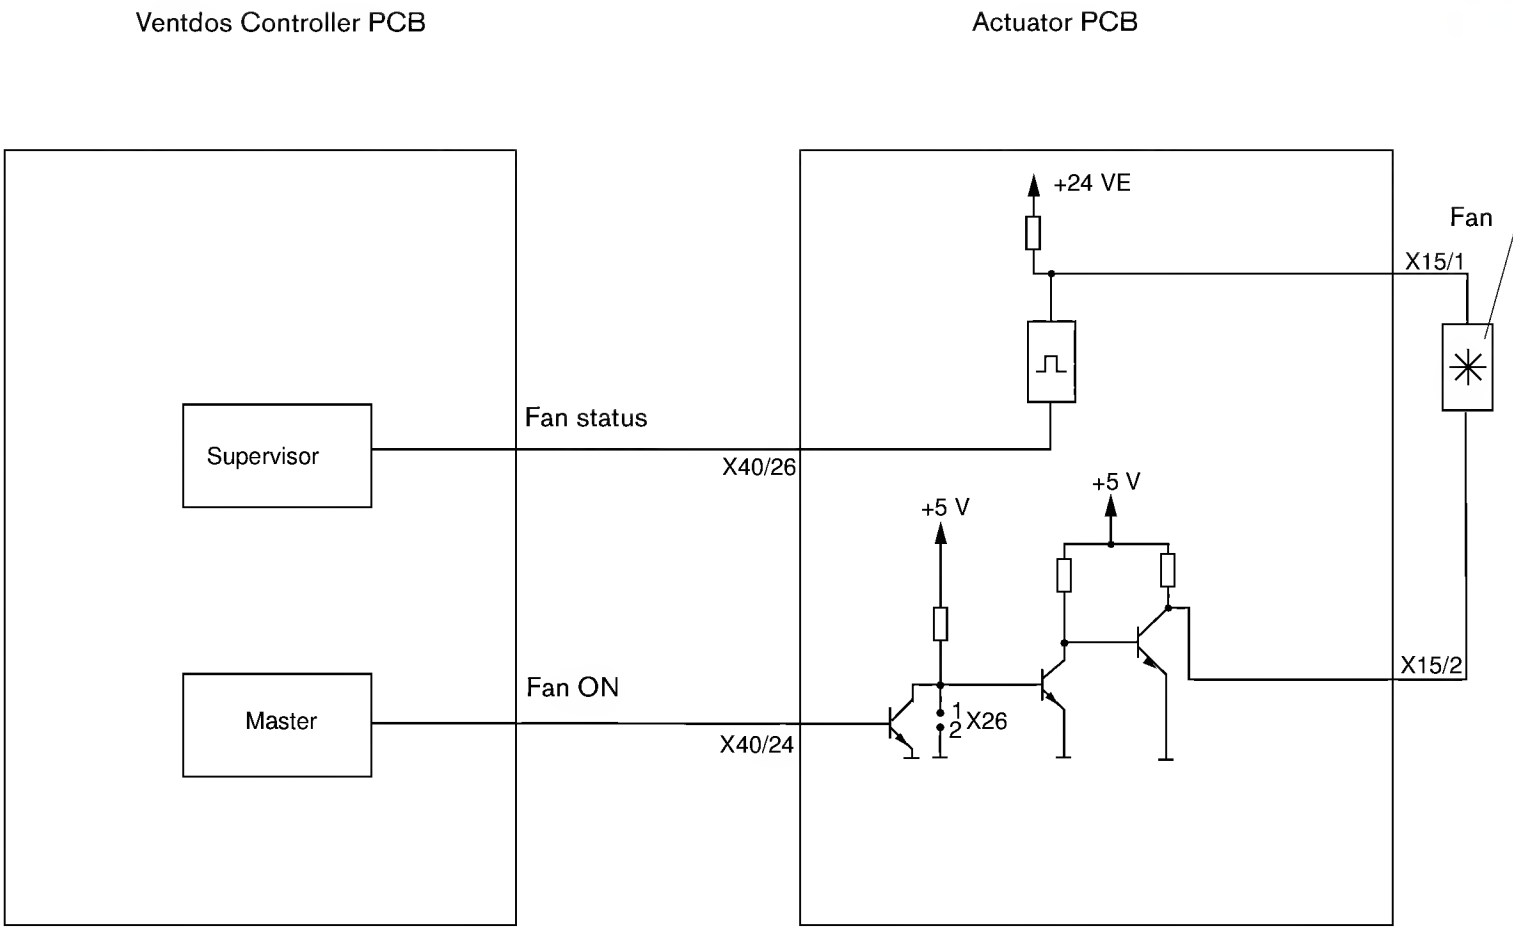 Ventdos Controller PCB
Actuator PCB
+24 VE
Fan
X15/1
Fan status
Supervisor
X40/26
+5 V
+5 V
X15/2
Fan ON
1
X26
2
Master
X40/24